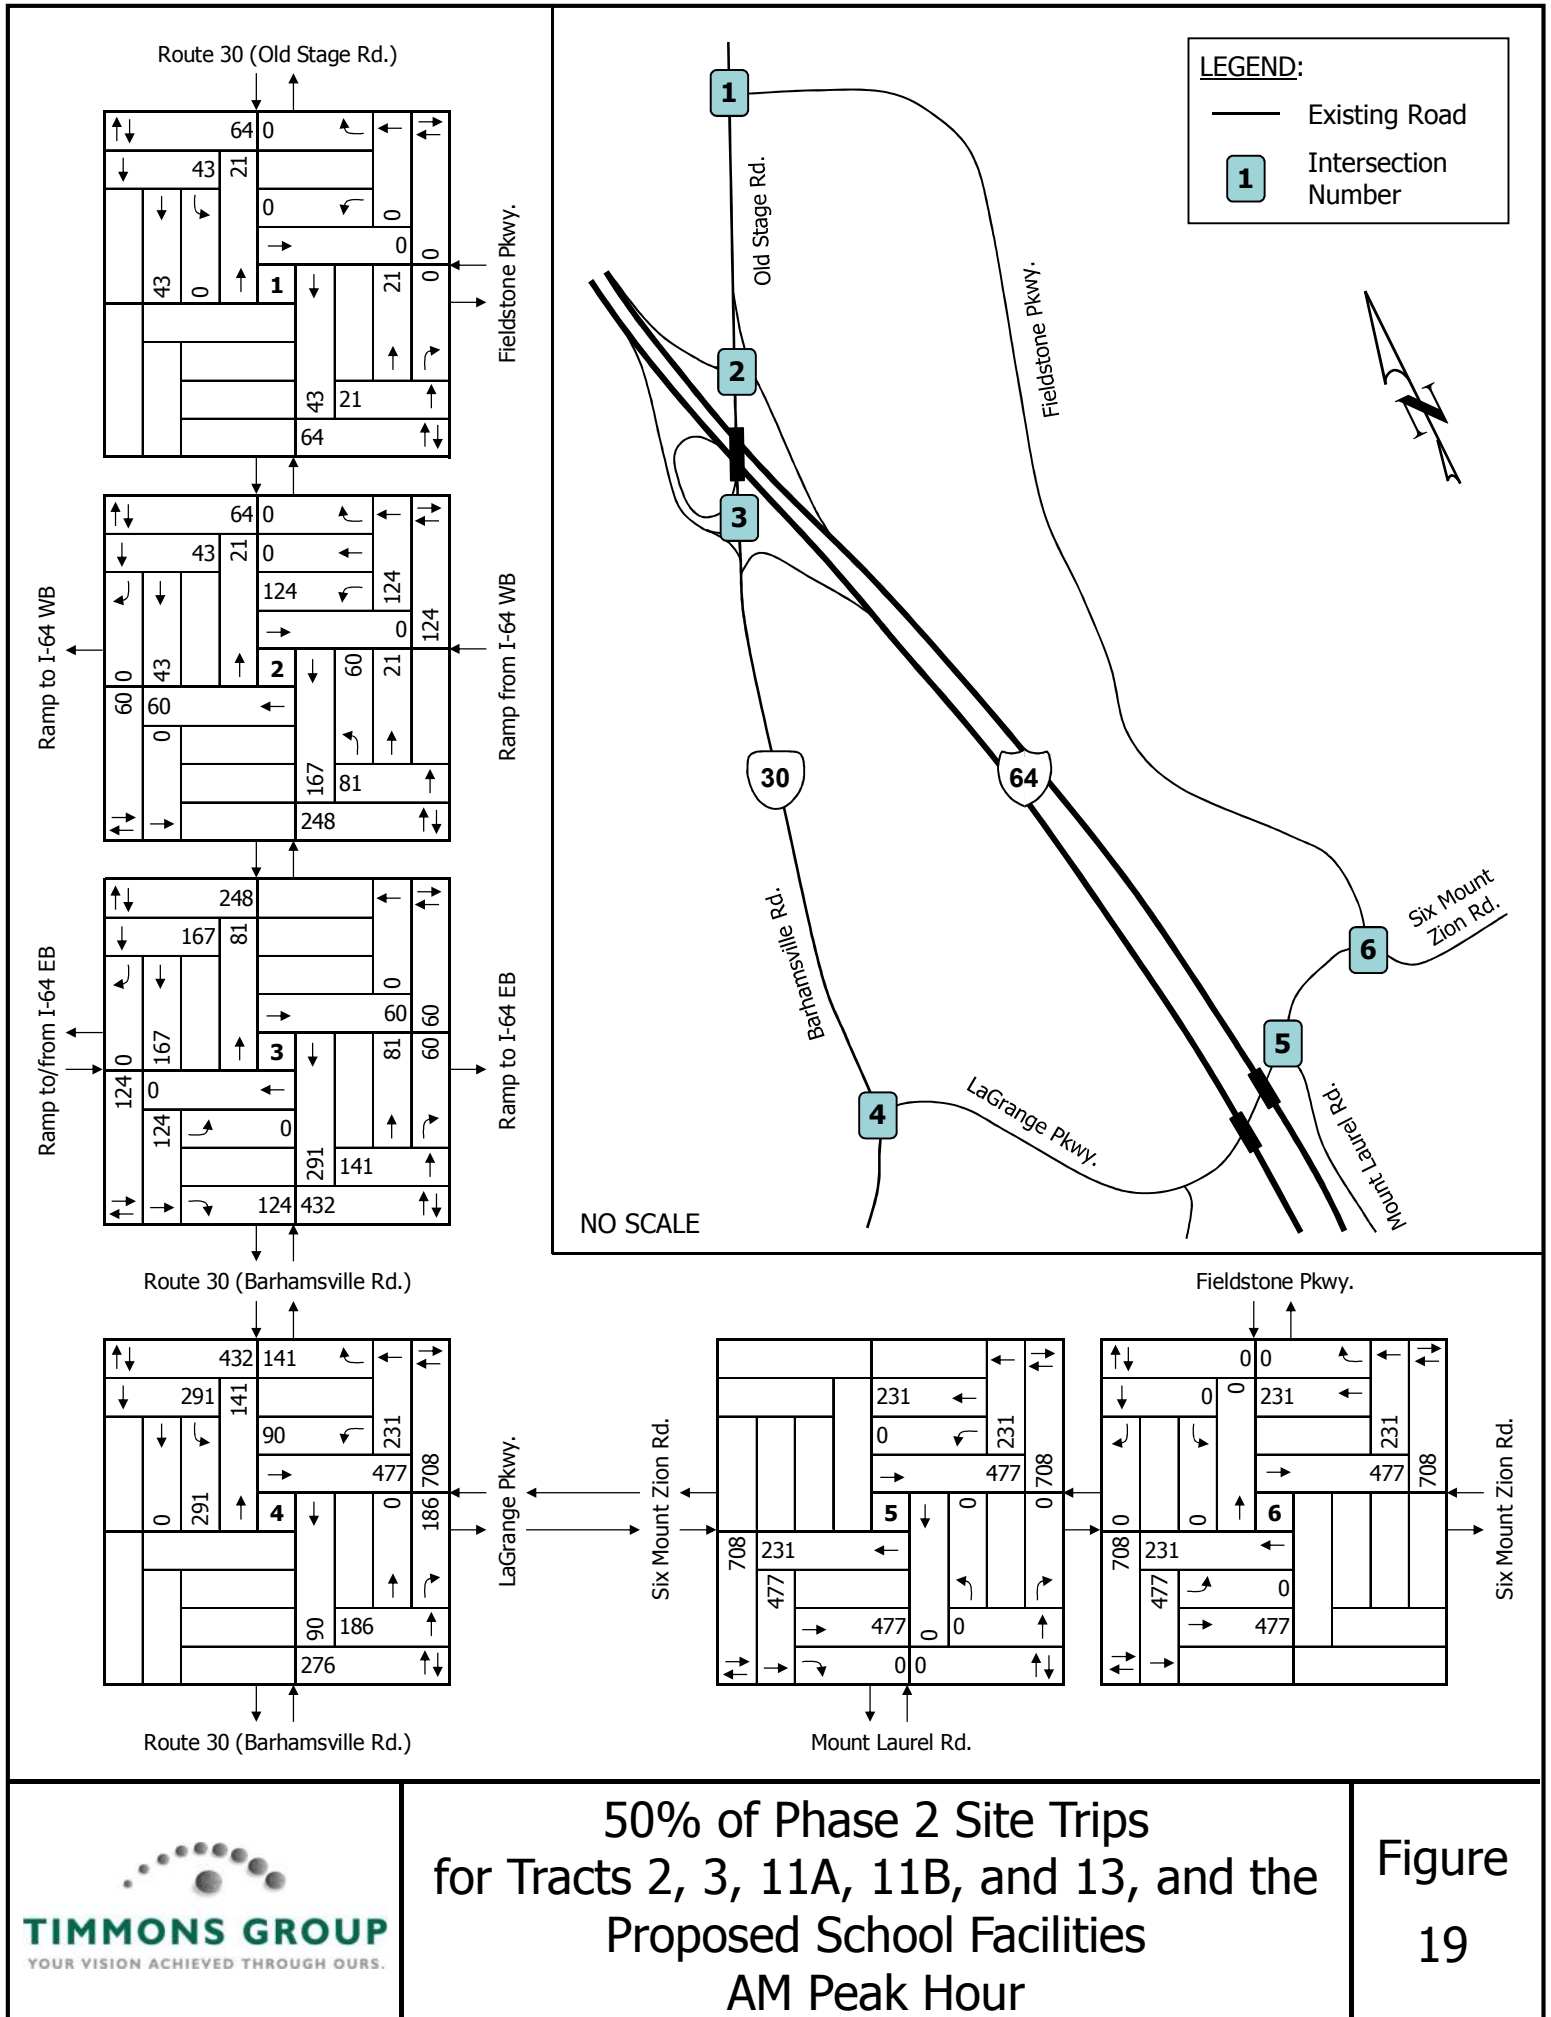 Route 30 (Old Stage Rd.)
64 0
43 21
0 0
0
43 0 1 21 0 0
43 21
64
Fieldstone Pkwy.
64 0
43 21 0
124 124
0 124
0 43 2 60 21
60 60
0
167 81
248
Ramp to I-64 WB
Ramp from I-64 WB
248
167 81
0
60 60
0 167 3 81 60
124 0
124 0
291 141
124 432
Ramp to/from I-64 EB
Ramp to I-64 EB
Route 30 (Barhamsville Rd.)
432 141
291 141
90 231
477 708
0 291 4 0 186
90 186
276
LaGrange Pkwy.
Route 30 (Barhamsville Rd.)
LEGEND:
Existing Road
1
Intersection
Number
1
Old Stage Rd.
Fieldstone Pkwy.
2
3
30
64
Barhamsville Rd.
Six Mount
Zion Rd.
6
5
4
LaGrange Pkwy.
Mount Laurel Rd.
NO SCALE
Six Mount Zion Rd.
231
0 231
477 708
5 0 0
708 231
477
477 0 0
0 0
Mount Laurel Rd.
Fieldstone Pkwy.
0 0
0 0 231
231
477 708
0 0 6
708 231
477 0
477
Six Mount Zion Rd.
TIMMONS GROUP
YOUR VISION ACHIEVED THROUGH OURS.
50% of Phase 2 Site Trips
for Tracts 2, 3, 11A, 11B, and 13, and the
Proposed School Facilities
AM Peak Hour
Figure
19